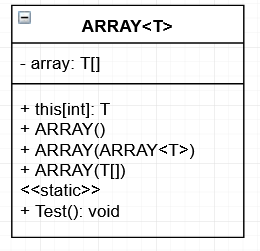 ARRAY<T>
- array: T[]
+ this[int]: T
+ ARRAY()
+ ARRAY(ARRAY<T>)
+ ARRAY(T[])
<<static>>
+ Test(): void